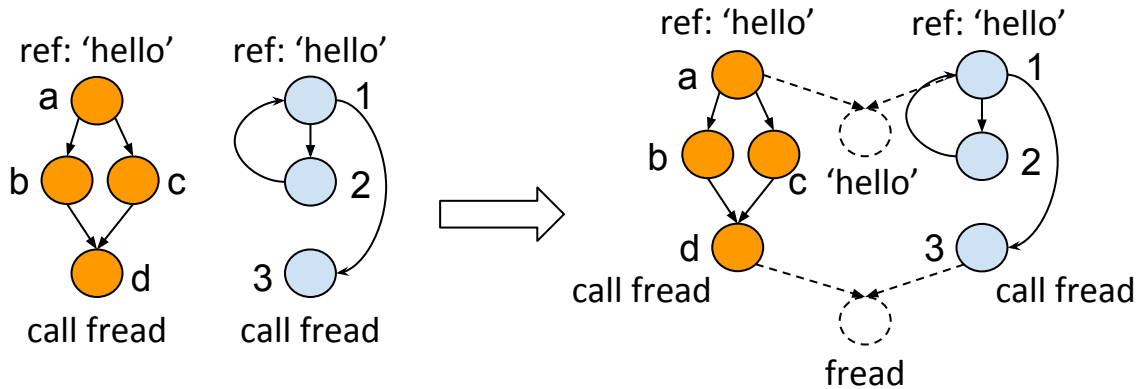 ref: ‘hello’
ref: ‘hello’
a
1
b
c
2
3
d
call fread
call fread
ref: ‘hello’
ref: ‘hello’
a
1
b
c
‘hello’
2
d
3
call fread
call fread
fread